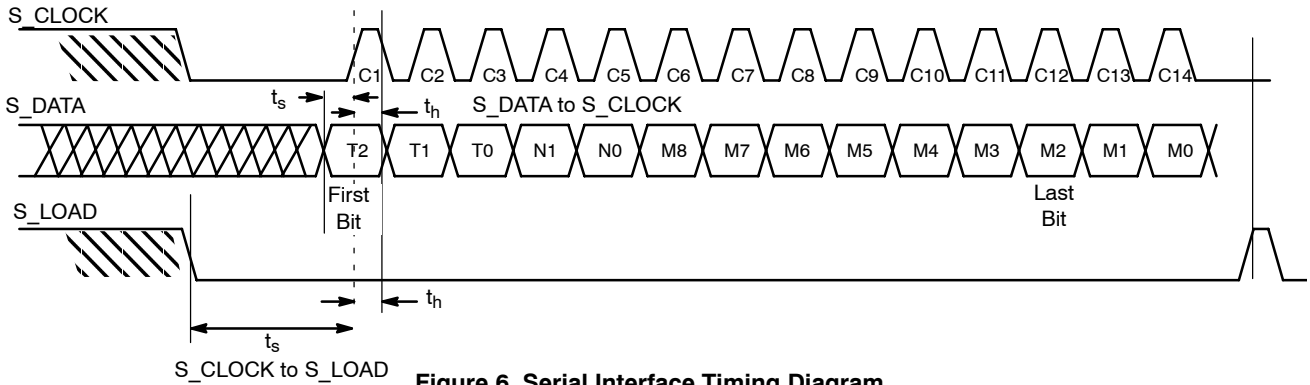 S_CLOCK
C1 C2 C3 C4 C5 C6 C7 C8 C9 C10 C11 C12 C13 C14
ts
th
S_DATA to S_CLOCK
S_DATA
T2 T1 T0 N1 N0 M8 M7 M6 M5 M4 M3 M2 M1 M0
First
Bit
Last
Bit
S_LOAD
th
ts
S_CLOCK to S_LOAD
Figure 6. Serial Interface Timing Diagram